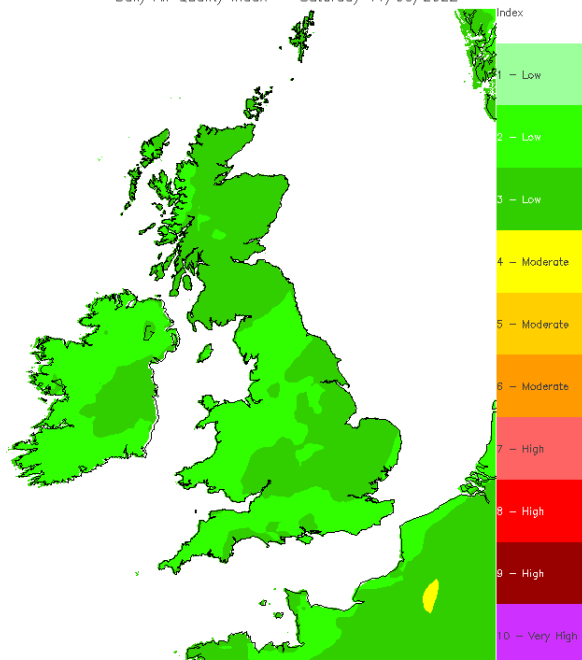 Index
1 - Low
2 - Low
3 - Low
4 - Moderate
5 - Moderate
6 - Moderate
7 - High
8 - High
9 - High
10 - Very High